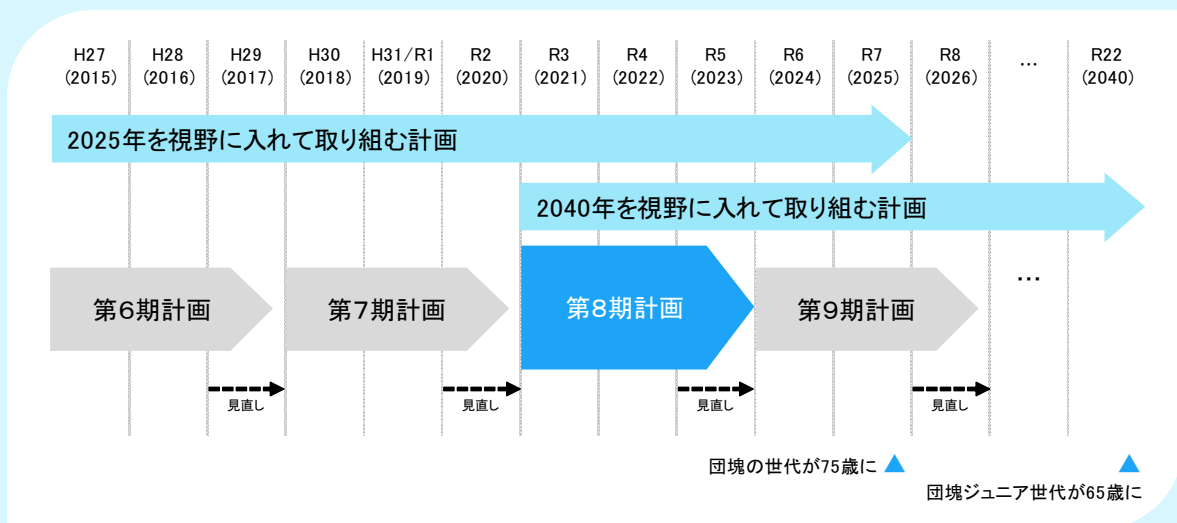 H27 H28 H29 H30 H31/R1 R2 R3 R4 R5 R6 R7 R8 … R22
(2015) (2016) (2017) (2018) (2019) (2020) (2021) (2022) (2023) (2024) (2025) (2026) (2040)
2025年を視野に入れて取り組む計画
2040年を視野に入れて取り組む計画
第6期計画 第7期計画 第8期計画 第9期計画 …
見直し 見直し 見直し 見直し
団塊の世代が75歳に
団塊ジュニア世代が65歳に